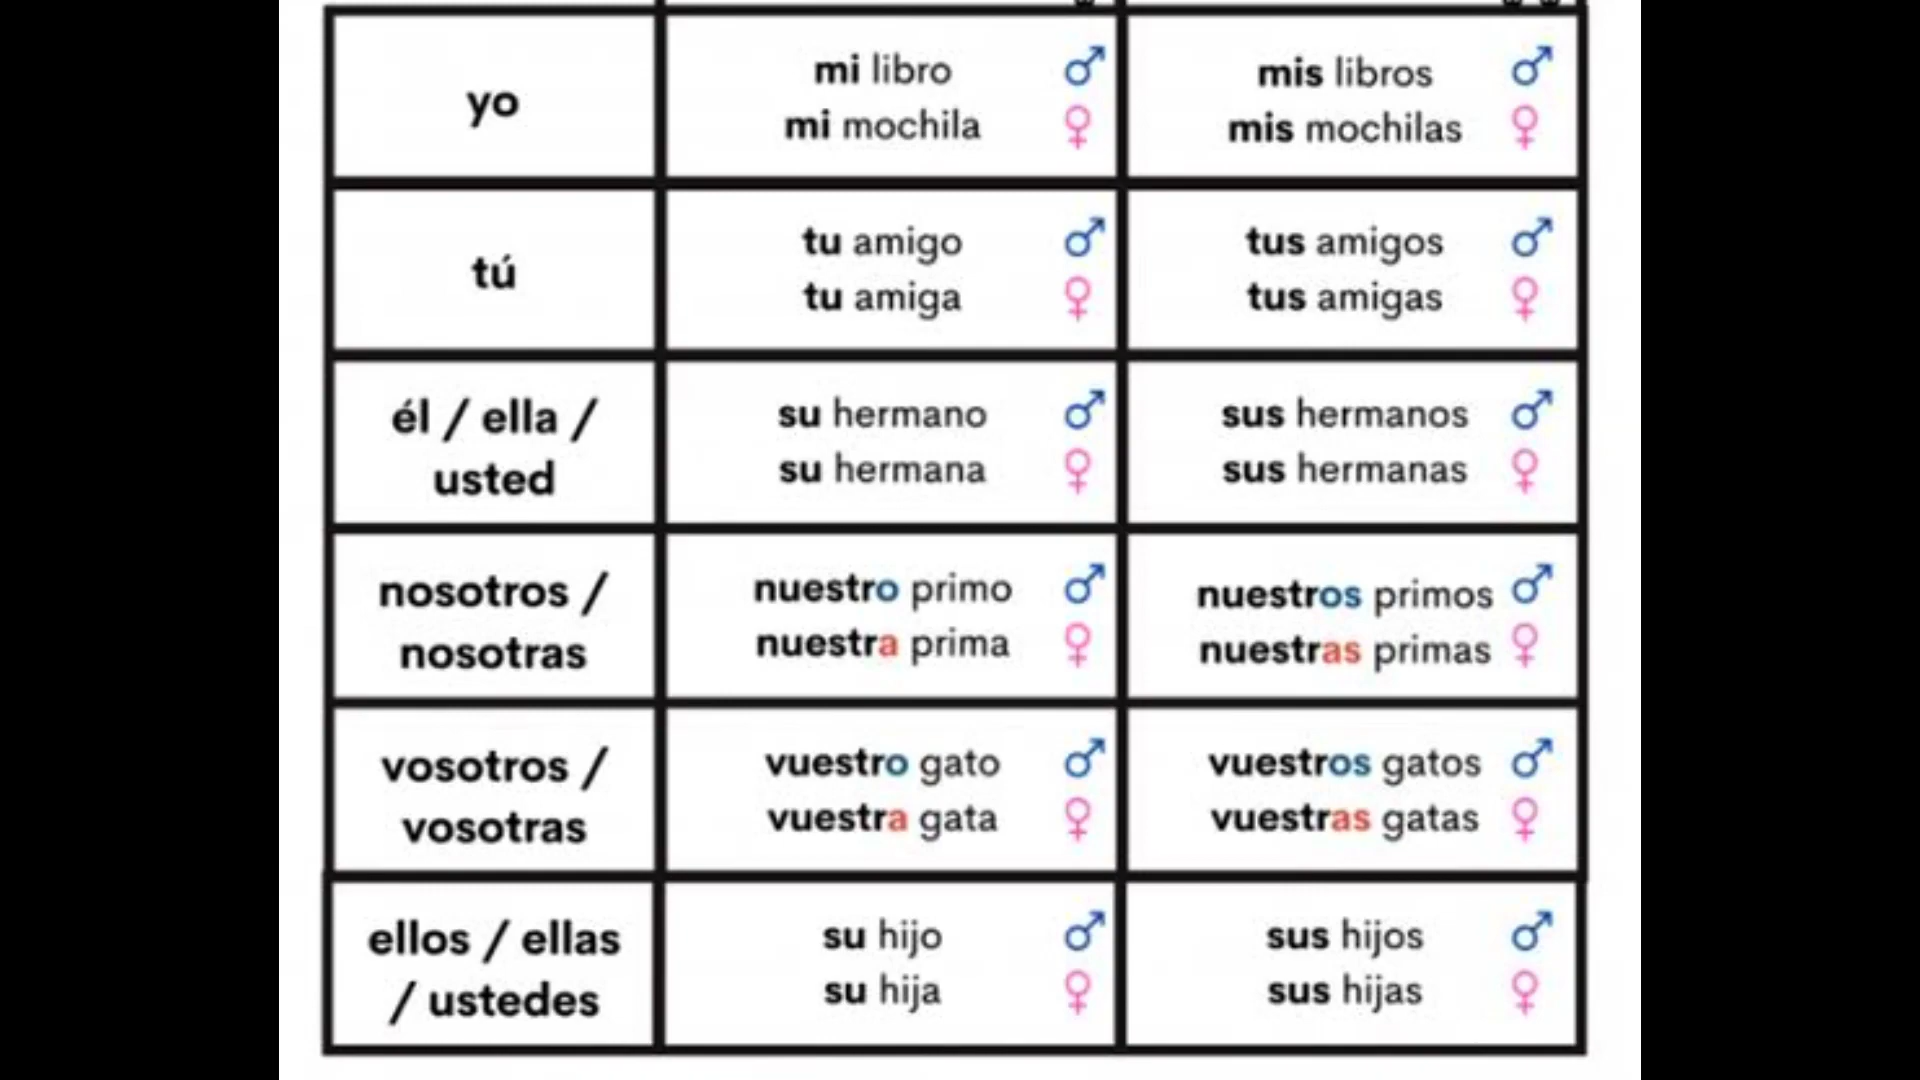 yo
mi libro
mi mochila
mis libros
mis mochilas
tú
tu amigo
tu amiga
tus amigos
tus amigas
él / ella /
usted
su hermano
su hermana
sus hermanos
sus hermanas
nosotros /
nosotras
nuestro primo
nuestra prima
nuestros primos
nuestras primas
vosotros /
vosotras
vuestro gato
vuestra gata
vuestros gatos
vuestras gatas
ellos / ellas
/ ustedes
su hijo
su hija
sus hijos
sus hijas